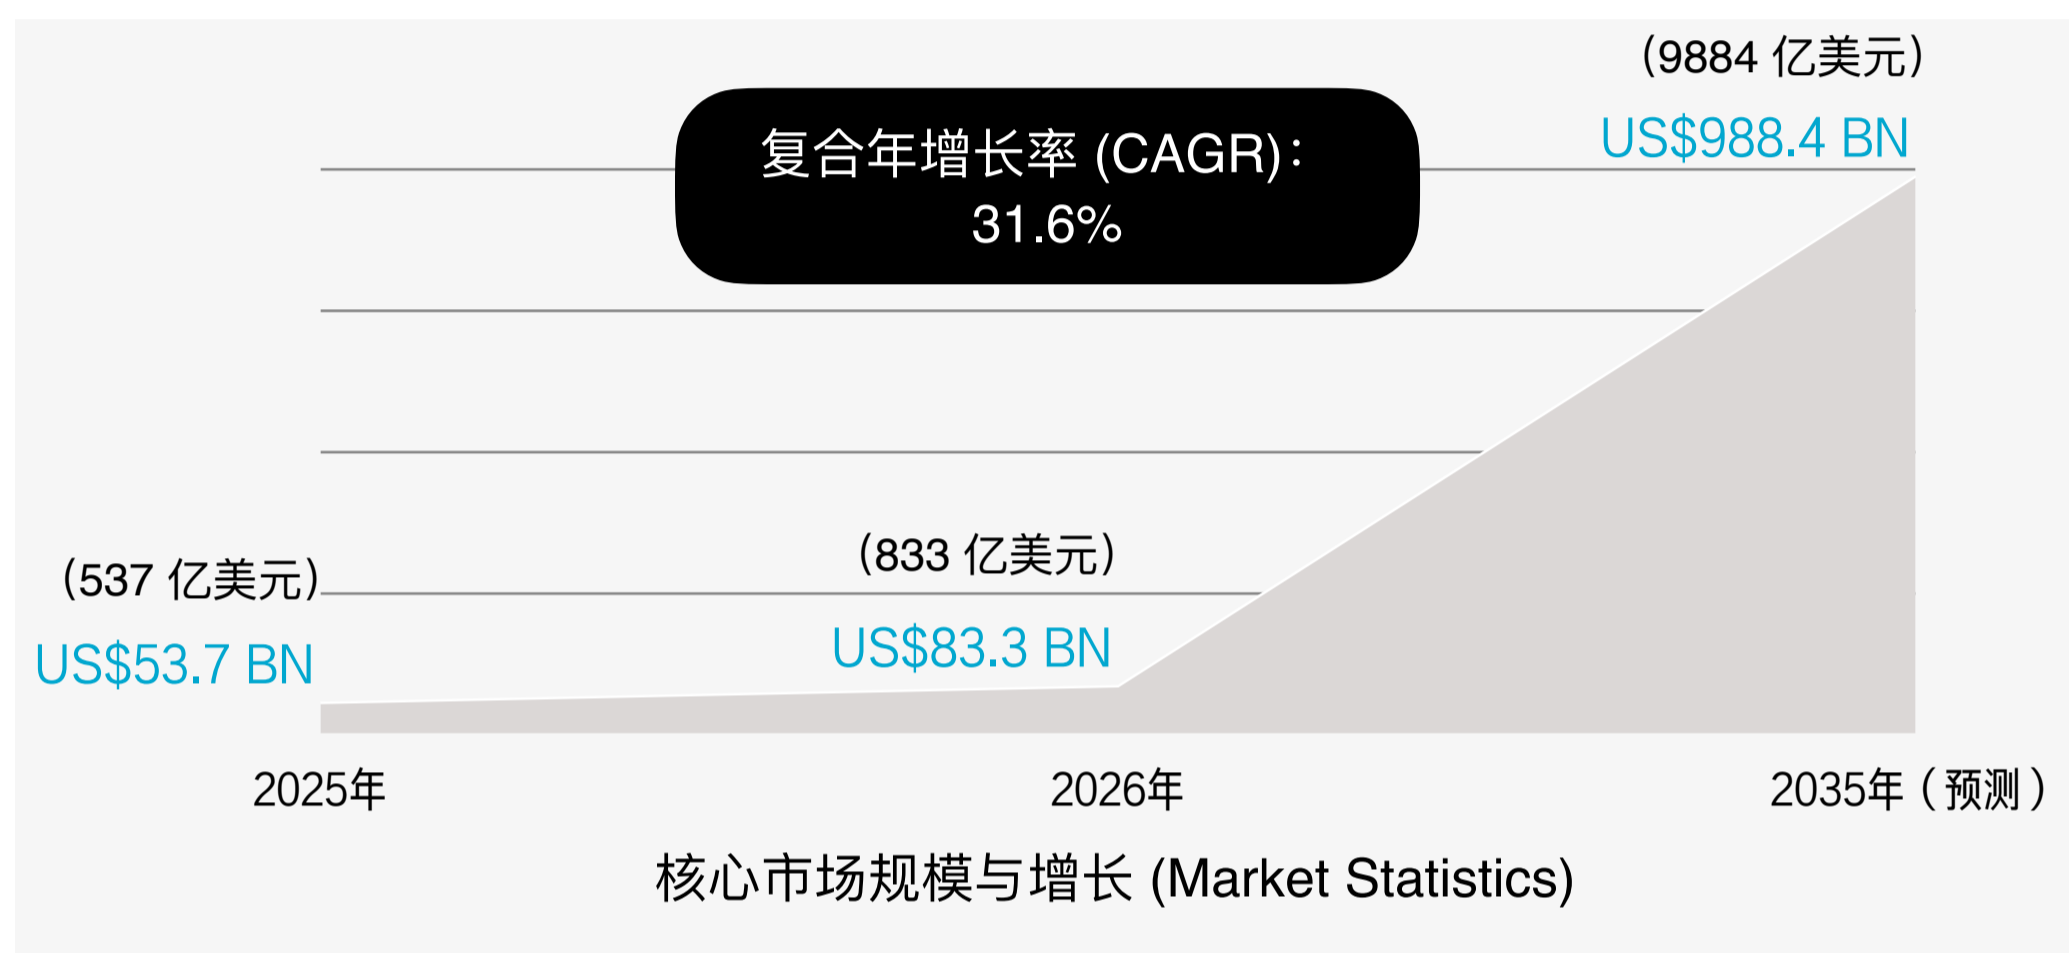 (9884 亿美元)
US$988.4 BN
复合年增长率 (CAGR)：
31.6%
(833 亿美元)
US$83.3 BN
(537 亿美元)
US$53.7 BN
2025年
2026年
2035年（预测）
核心市场规模与增长 (Market Statistics)